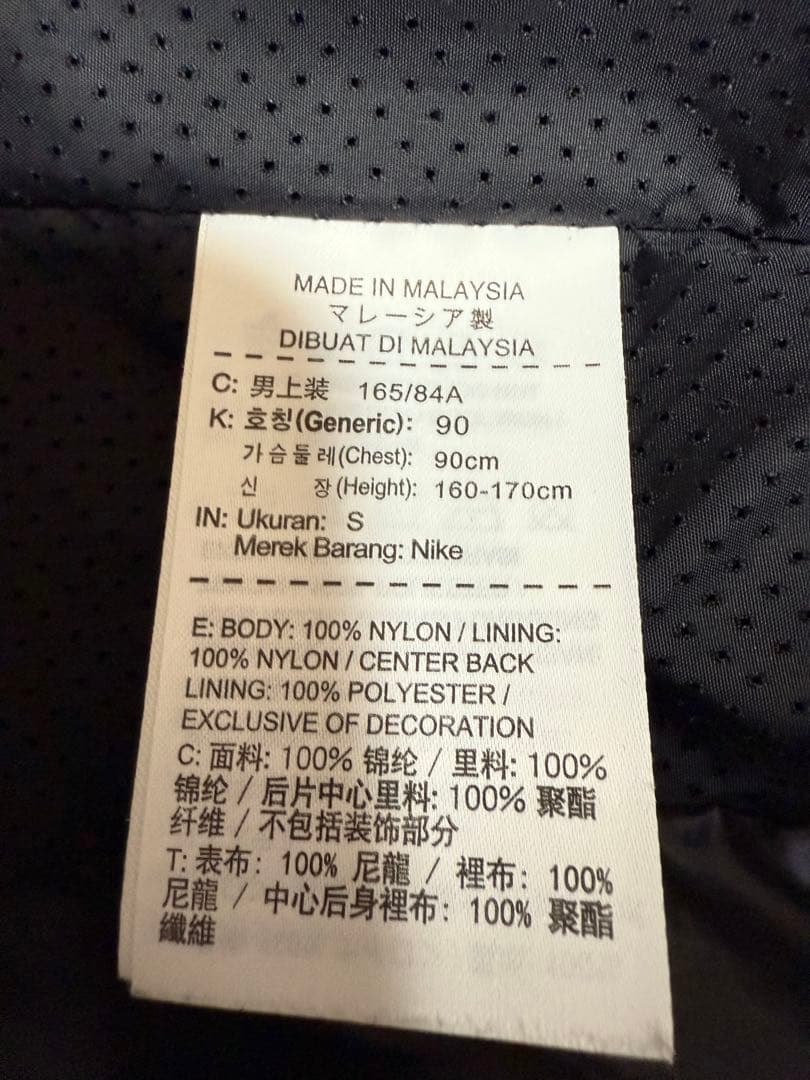 MADE IN MALAYSIA
マレーシア製
DIBUAT DI MALAYSIA
C: 男上装 165/84A
K: 호칭(Generic): 90
가슴둘레(Chest): 90cm
신 장(Height): 160-170cm
IN: Ukuran: S
Merek Barang: Nike
E: BODY: 100% NYLON / LINING:
100% NYLON / CENTER BACK
LINING: 100% POLYESTER /
EXCLUSIVE OF DECORATION
C: 面料: 100% 锦纶 / 里料: 100%
锦纶 / 后片中心里料: 100% 聚酯
纤维 / 不包括装饰部分
T: 表布: 100% 尼龍 / 裡布: 100%
尼龍 / 中心后身裡布: 100% 聚酯
纖維